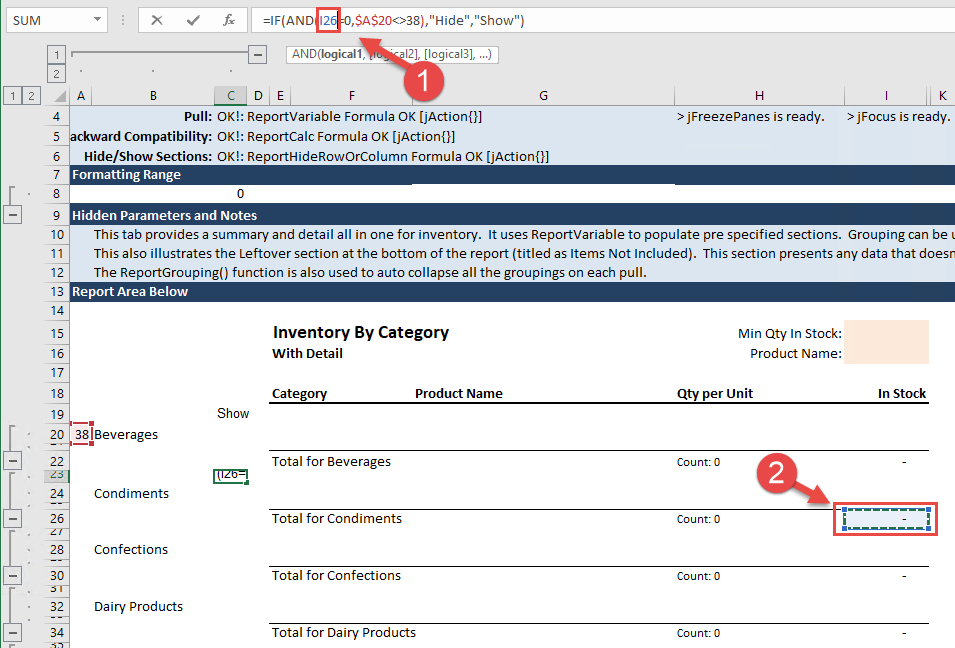 SUM
=IF(AND(I26=0,$A$20<>38),"Hide","Show")
1
2
AND(logical1, [logical2], [logical3], ...)
1
1 2 A B C D E F G H I K
4 Pull: OK!: ReportVariable Formula OK [jAction{}] > jFreezePanes is ready. > jFocus is ready.
5 ackward Compatibility: OK!: ReportCalc Formula OK [jAction{}]
6 Hide/Show Sections: OK!: ReportHideRowOrColumn Formula OK [jAction{}]
7 Formatting Range
8 0
9 Hidden Parameters and Notes
10 This tab provides a summary and detail all in one for inventory. It uses ReportVariable to populate pre specified sections. Grouping can be u
11 This also illustrates the Leftover section at the bottom of the report (titled as Items Not Included). This section presents any data that doesn
12 The ReportGrouping() function is also used to auto collapse all the groupings on each pull.
13 Report Area Below
14
15 Inventory By Category Min Qty In Stock:
16 With Detail Product Name:
17
18 Category Product Name Qty per Unit In Stock
19 Show
20 38 Beverages
22 Total for Beverages Count: 0 -
23 (I26=
2
24 Condiments
26 Total for Condiments Count: 0 -
27
28 Confections
30 Total for Confections Count: 0 -
31
32 Dairy Products
34 Total for Dairy Products Count: 0 -